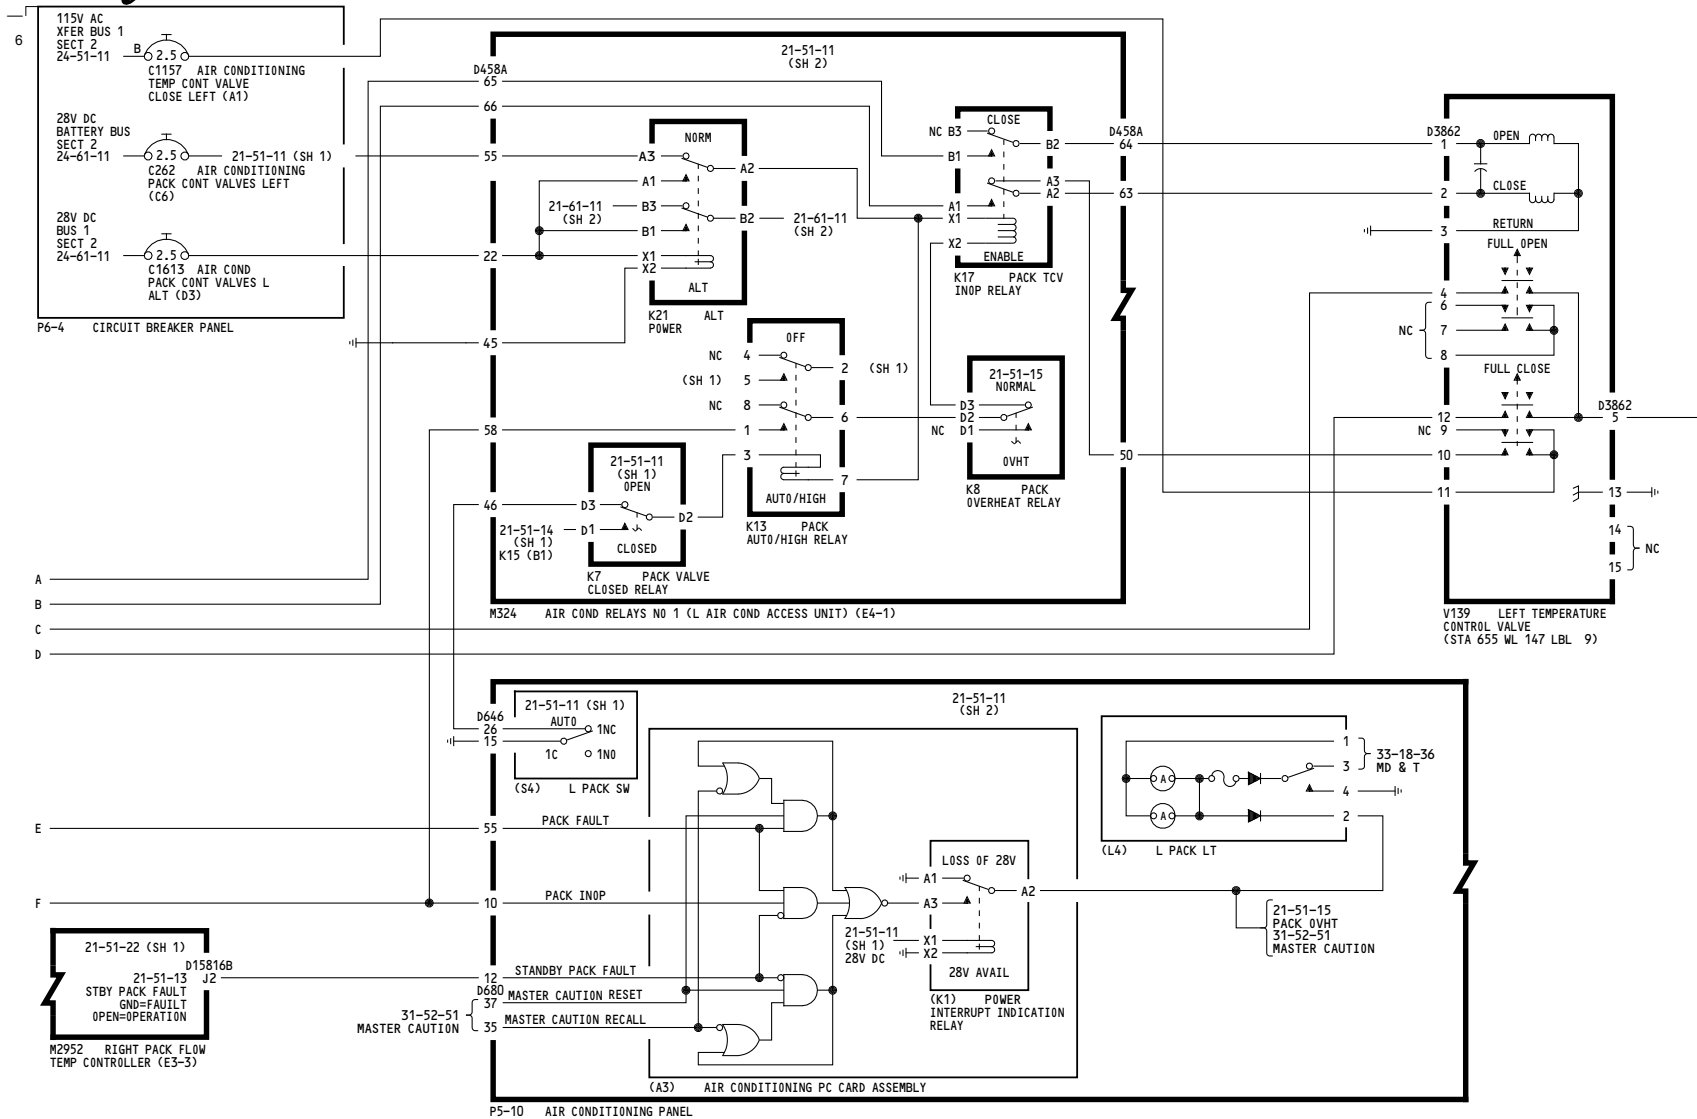 6
115V AC
XFER BUS 1
SECT 2
24-51-11
B
2.5
C1157 AIR CONDITIONING
TEMP CONT VALVE
CLOSE LEFT (A1)
28V DC
BATTERY BUS
SECT 2
24-61-11
2.5
21-51-11 (SH 1)
C262 AIR CONDITIONING
PACK CONT VALVES LEFT
(C6)
28V DC
BUS 1
SECT 2
24-61-11
2.5
C1613 AIR COND
PACK CONT VALVES L
ALT (D3)
P6-4 CIRCUIT BREAKER PANEL
21-51-11
(SH 2)
D458A
65
66
55
22
45
58
46
NORM
A3
A2
A1
21-61-11
(SH 2)
B3
B2
21-61-11
(SH 2)
B1
X1
X2
ALT
K21 ALT
POWER
CLOSE
NC B3
B2
B1
A3
A2
A1
X1
X2
ENABLE
K17 PACK TCV
INOP RELAY
D458A
64
63
50
OFF
NC 4
2 (SH 1)
(SH 1) 5
NC 8
6
1
3
7
AUTO/HIGH
K13 PACK
AUTO/HIGH RELAY
21-51-15
NORMAL
D3
D2
NC D1
OVHT
K8 PACK
OVERHEAT RELAY
21-51-11
(SH 1)
OPEN
D3
D2
21-51-14
(SH 1)
K15 (B1)
D1
CLOSED
K7 PACK VALVE
CLOSED RELAY
M324 AIR COND RELAYS NO 1 (L AIR COND ACCESS UNIT) (E4-1)
D3862
1 OPEN
2 CLOSE
3 RETURN
FULL OPEN
4
6
NC 7
8
FULL CLOSE
12
D3862
5
NC 9
10
11
13
14
NC
15
V139 LEFT TEMPERATURE
CONTROL VALVE
(STA 655 WL 147 LBL 9)
A
B
C
D
E
F
21-51-11
(SH 2)
21-51-11 (SH 1)
D646
26
AUTO
1NC
15
1C
1NO
(S4) L PACK SW
55 PACK FAULT
10 PACK INOP
12 STANDBY PACK FAULT
D680
37 MASTER CAUTION RESET
31-52-51
MASTER CAUTION
35 MASTER CAUTION RECALL
21-51-22 (SH 1)
D15816B
21-51-13 J2
STBY PACK FAULT
GND=FAUILT
OPEN=OPERATION
M2952 RIGHT PACK FLOW
TEMP CONTROLLER (E3-3)
LOSS OF 28V
A1
A2
A3
21-51-11
(SH 1)
28V DC
X1
X2
28V AVAIL
(K1) POWER
INTERRUPT INDICATION
RELAY
1
33-18-36
MD & T
3
A
4
A
2
(L4) L PACK LT
21-51-15
PACK OVHT
31-52-51
MASTER CAUTION
(A3) AIR CONDITIONING PC CARD ASSEMBLY
P5-10 AIR CONDITIONING PANEL